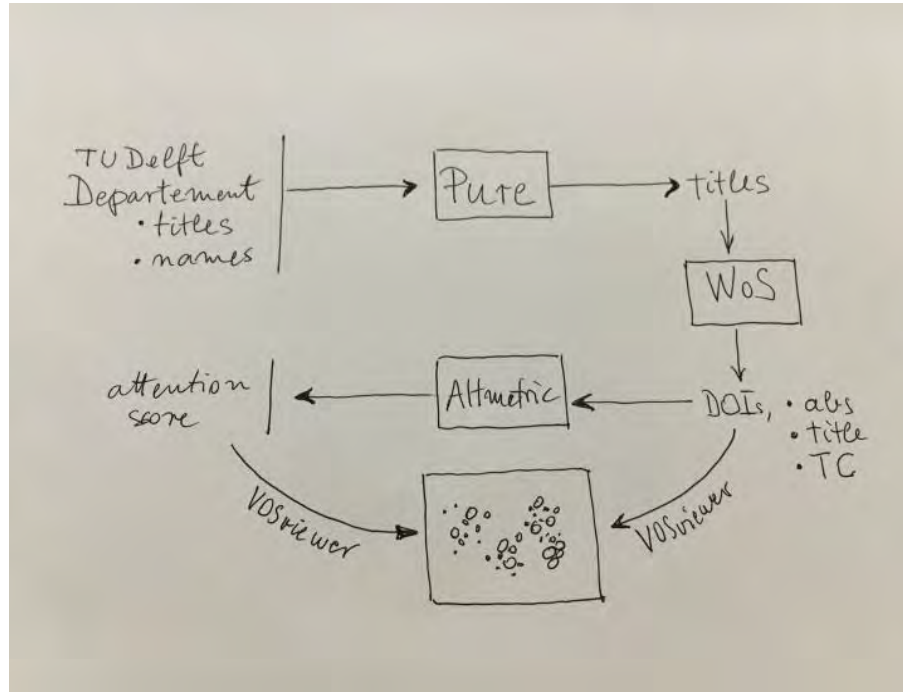 TU Delft
Departement
• titles
• names
Pure
titles
WoS
DOIs, • abs
• title
• TC
Altmetric
attention
score
VOSviewer
VOSviewer